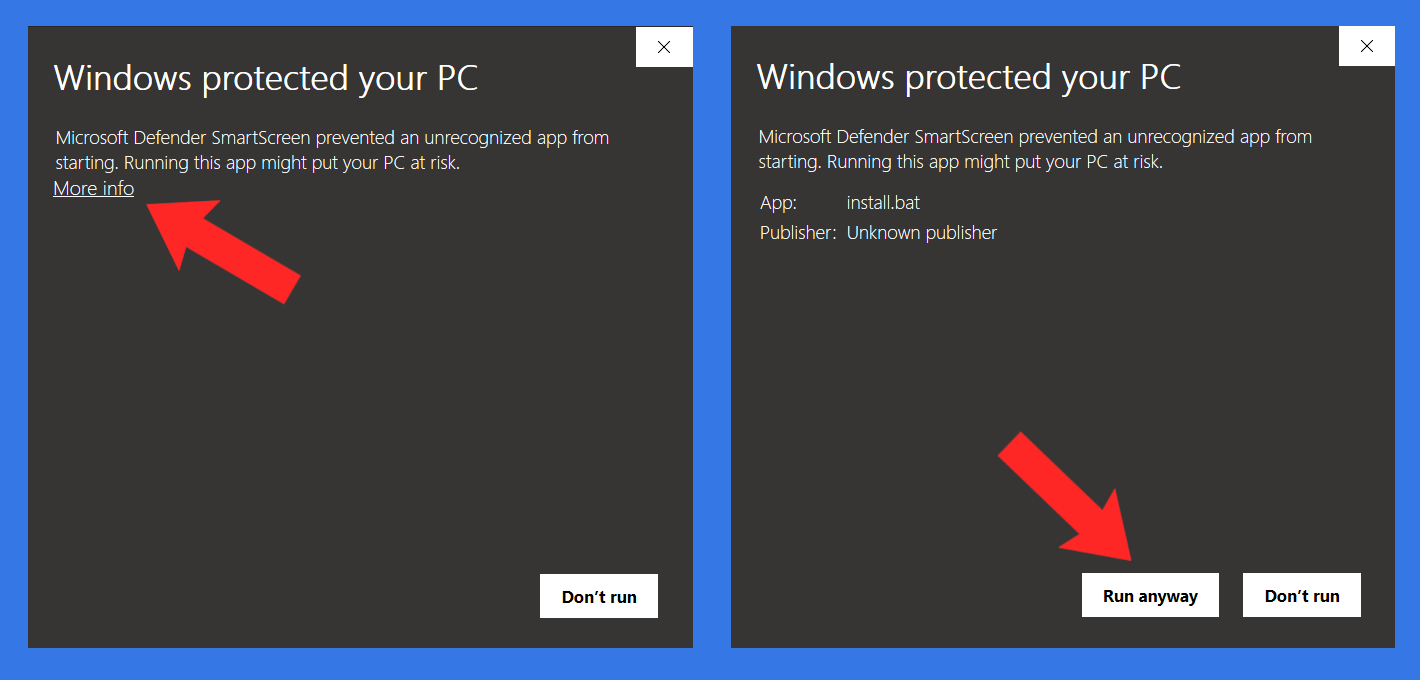 Windows protected your PC
Microsoft Defender SmartScreen prevented an unrecognized app from
starting. Running this app might put your PC at risk.
More info
Don’t run
Windows protected your PC
Microsoft Defender SmartScreen prevented an unrecognized app from
starting. Running this app might put your PC at risk.
App: install.bat
Publisher: Unknown publisher
Run anyway Don’t run